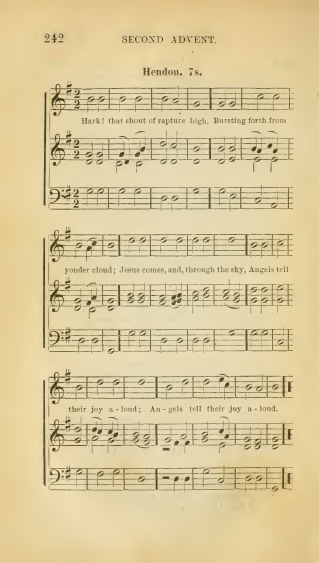 242 SECOND ADVENT.
Hendon. 7s.
Hark! that shout of rapture high, Bursting forth from
yonder cloud; Jesus comes, and, through the sky, Angels tell
their joy a-loud; An-gels tell their joy a-loud.